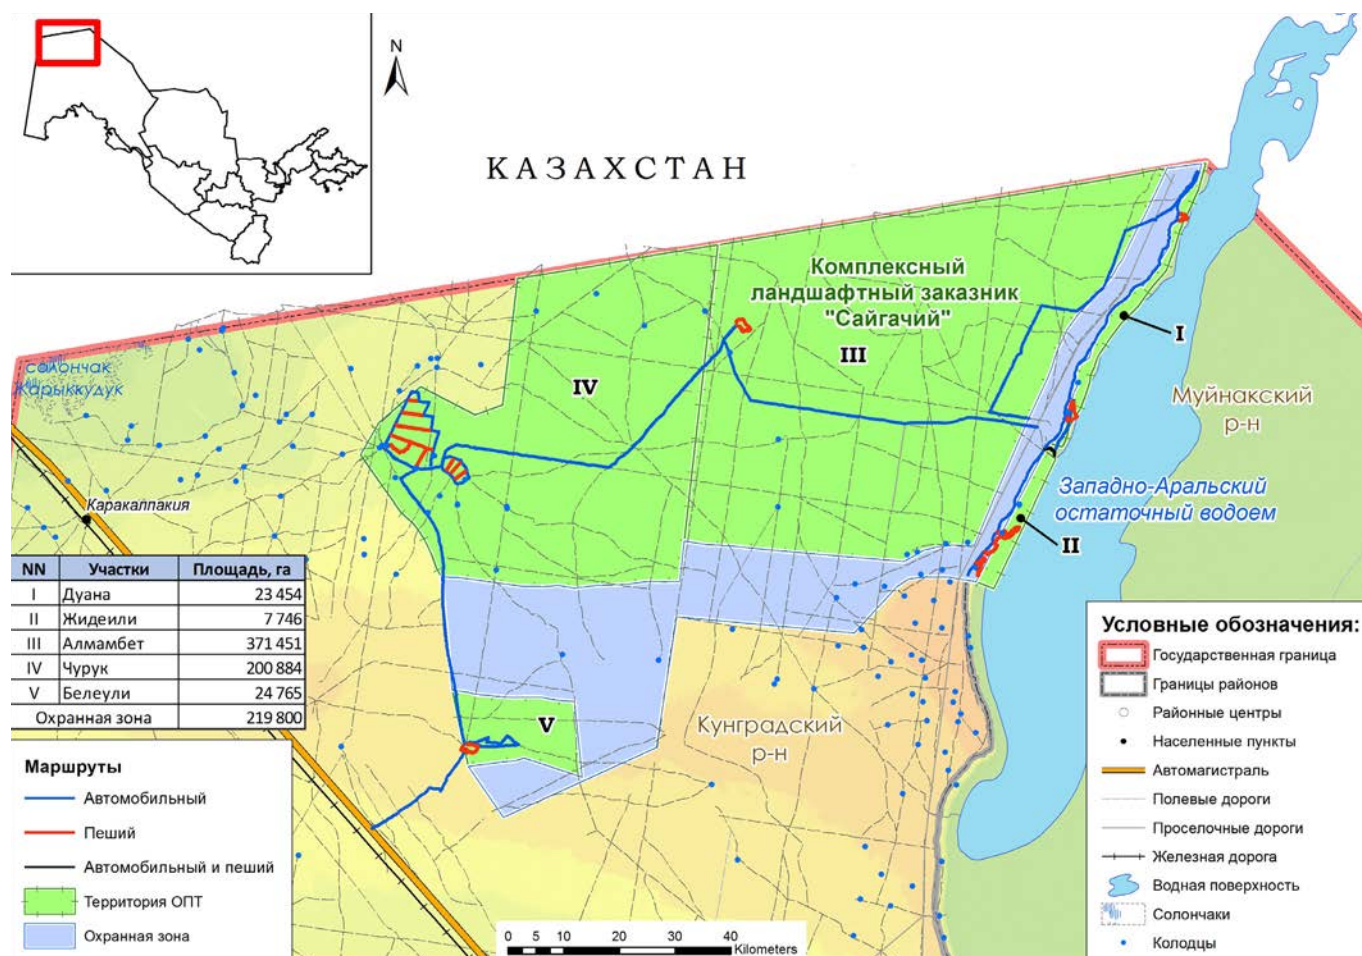 N
КАЗАХСТАН
Комплексный
ландшафтный заказник
"Сайгачий"
III
IV
I
солончак
Жарыккудук
Муйнакский
р-н
Каракалпакия
Западно-Аральский
остаточный водоем
II
NN Участки Площадь, га
I Дуана 23 454
II Жидеили 7 746
III Алмамбет 371 451
IV Чурук 200 884
V Белеули 24 765
Охранная зона 219 800
V
Кунградский
р-н
Маршруты
Автомобильный
Пеший
Автомобильный и пеший
Территория ОПТ
Охранная зона
0 5 10 20 30 40
Kilometers
Условные обозначения:
Государственная граница
Границы районов
Районные центры
Населенные пункты
Автомагистраль
Полевые дороги
Проселочные дороги
Железная дорога
Водная поверхность
Солончаки
Колодцы